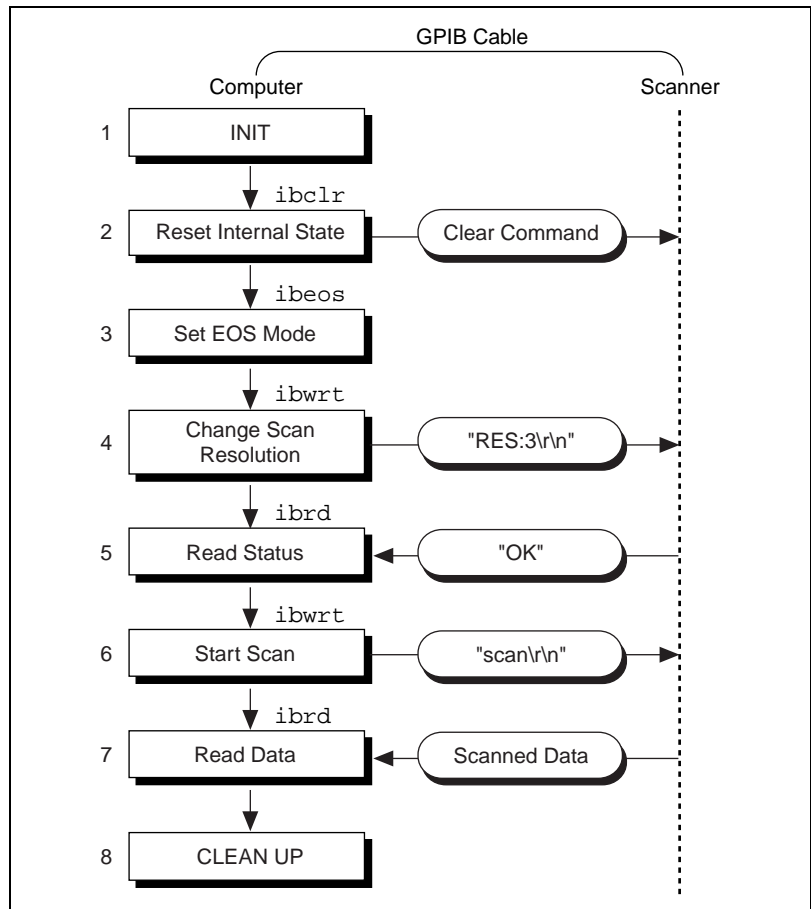 GPIB Cable
Computer
Scanner
1
INIT
ibclr
2
Reset Internal State
Clear Command
ibeos
3
Set EOS Mode
ibwrt
4
Change Scan
Resolution
"RES:3\r\n"
ibrd
5
Read Status
"OK"
ibwrt
6
Start Scan
"scan\r\n"
ibrd
7
Read Data
Scanned Data
8
CLEAN UP